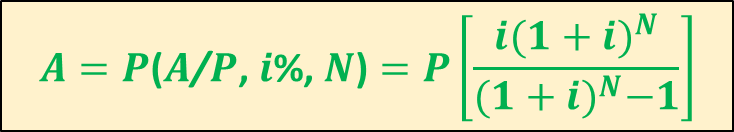 A = P(A/P, i%, N) = P[i(1 + i)^N / (1 + i)^N−1]